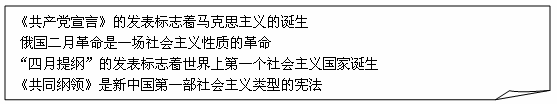 《共产党宣言》的发表标志着马克思主义的诞生
俄国二月革命是一场社会主义性质的革命
“四月提纲”的发表标志着世界上第一个社会主义国家诞生
《共同纲领》是新中国第一部社会主义类型的宪法